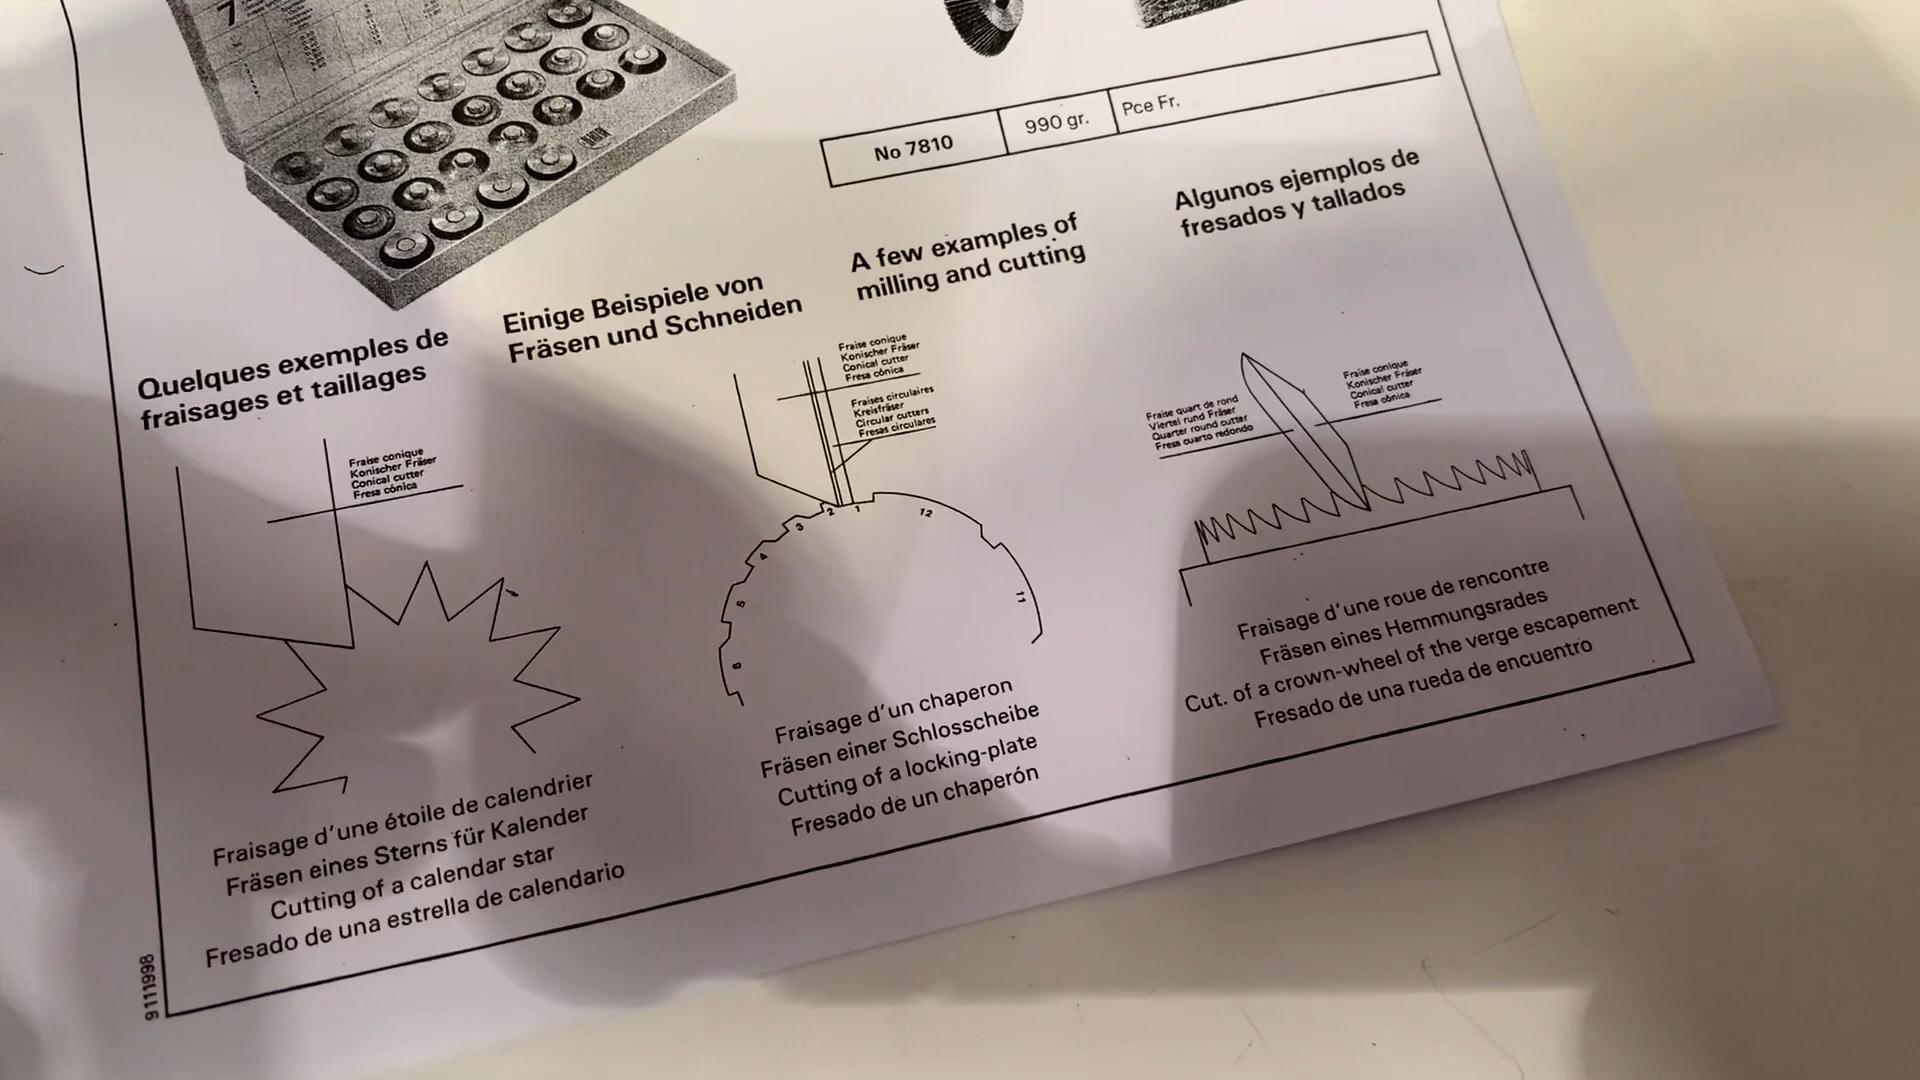 7
No 7810
990 gr.
Pce Fr.
Quelques exemples de
fraisages et taillages
Einige Beispiele von
Fräsen und Schneiden
A few examples of
milling and cutting
Algunos ejemplos de
fresados y tallados
Fraise conique
Konischer Fräser
Conical cutter
Fresa cónica
Fraise conique
Konischer Fräser
Conical cutter
Fresa cónica
Fraises circulaires
Kreisfräser
Circular cutters
Fresas circulares
Fraise quart de rond
Viertel rund Fräser
Quarter round cutter
Fresa cuarto redondo
Fraise conique
Konischer Fräser
Conical cutter
Fresa cónica
1
2
3
4
5
6
11
12
Fraisage d'une étoile de calendrier
Fräsen eines Sterns für Kalender
Cutting of a calendar star
Fresado de una estrella de calendario
Fraisage d'un chaperon
Fräsen einer Schlosscheibe
Cutting of a locking-plate
Fresado de un chaperón
Fraisage d'une roue de rencontre
Fräsen eines Hemmungsrades
Cut. of a crown-wheel of the verge escapement
Fresado de una rueda de encuentro
9111998